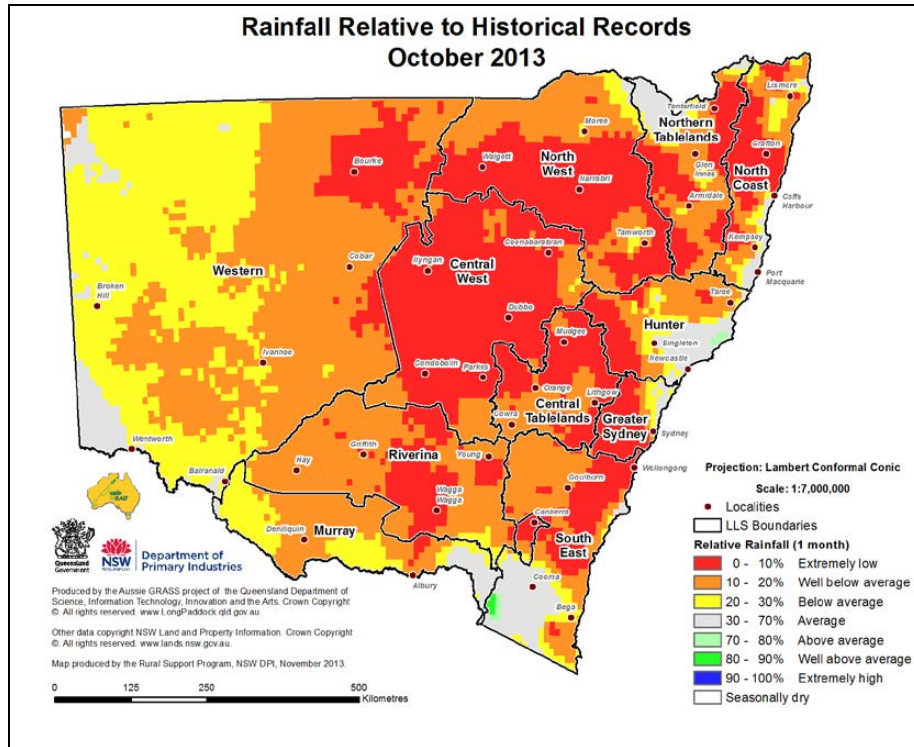 Rainfall Relative to Historical Records
October 2013
Lismore
Tenterfield
Northern
Tablelands
Moree
Grafton
North
Coast
Bourke
Walgett
North
West
Narrabri
Glen
Innes
Armidale
Coffs
Harbour
Tamworth
Kempsey
Coonabarabran
Port
Macquarie
Cobar
Nyngan
Central
West
Western
Broken
Hill
Taree
Dubbo
Hunter
Mudgee
Singleton
Newcastle
Ivanhoe
Condobolin
Parkes
Orange
Lithgow
Central
Tablelands
Greater
Sydney
Cowra
Sydney
Wentworth
Griffith
Riverina
Young
Wollongong
Hay
Balranald
Goulburn
Wagga
Wagga
Canberra
Murray
Deniliquin
South
East
Albury
Cooma
Bega
Queensland
Government
NSW
GOVERNMENT
Department of
Primary Industries
Produced by the Aussie GRASS project of the Queensland Department of
Science, Information Technology, Innovation and the Arts. Crown Copyright
© All rights reserved. www.LongPaddock.qld.gov.au.
Other data copyright NSW Land and Property Information. Crown Copyright
© All rights reserved. www.lands.nsw.gov.au.
Map produced by the Rural Support Program, NSW DPI, November 2013.
0 125 250 500
Kilometres
Projection: Lambert Conformal Conic
Scale: 1:7,000,000
Localities
LLS Boundaries
Relative Rainfall (1 month)
0 - 10% Extremely low
10 - 20% Well below average
20 - 30% Below average
30 - 70% Average
70 - 80% Above average
80 - 90% Well above average
90 - 100% Extremely high
Seasonally dry